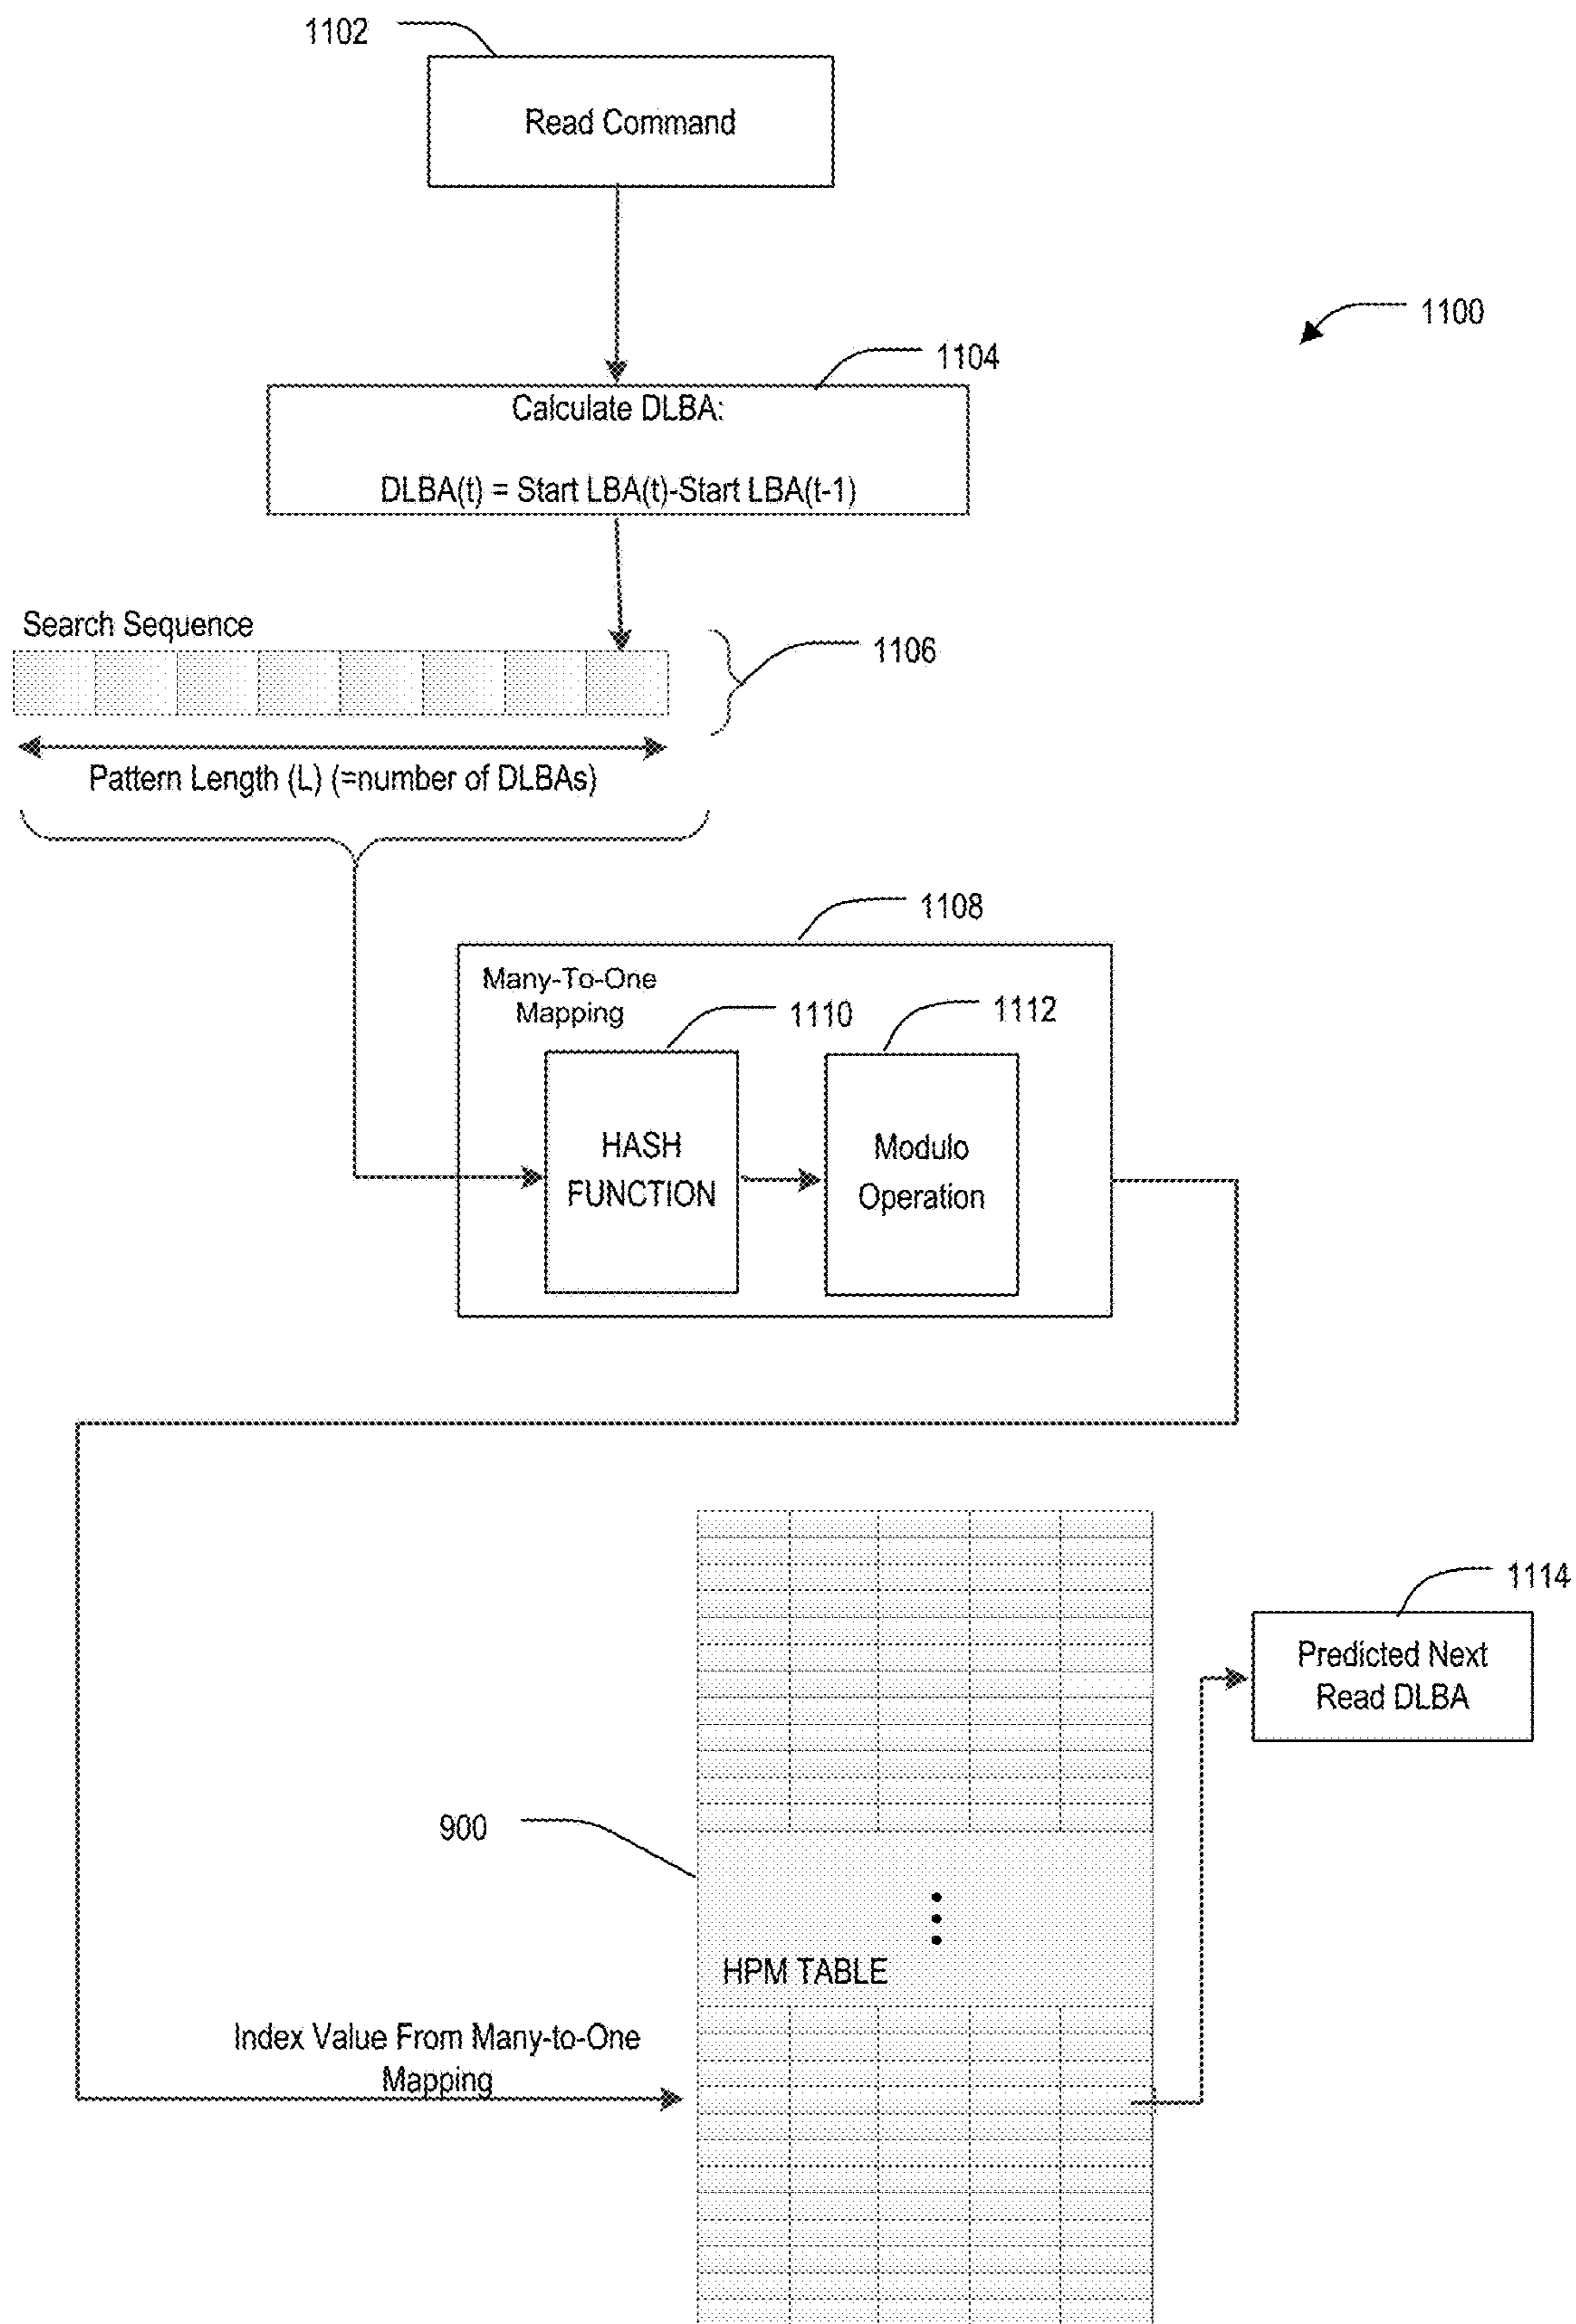 1102
Read Command
1100
1104
Calculate DLBA:
DLBA(t) = Start LBA(t)-Start LBA(t-1)
Search Sequence
1106
Pattern Length (L) (=number of DLBAs)
1108
Many-To-One
Mapping
1110
1112
HASH
FUNCTION
Modulo
Operation
1114
Predicted Next
Read DLBA
900
HPM TABLE
Index Value From Many-to-One
Mapping